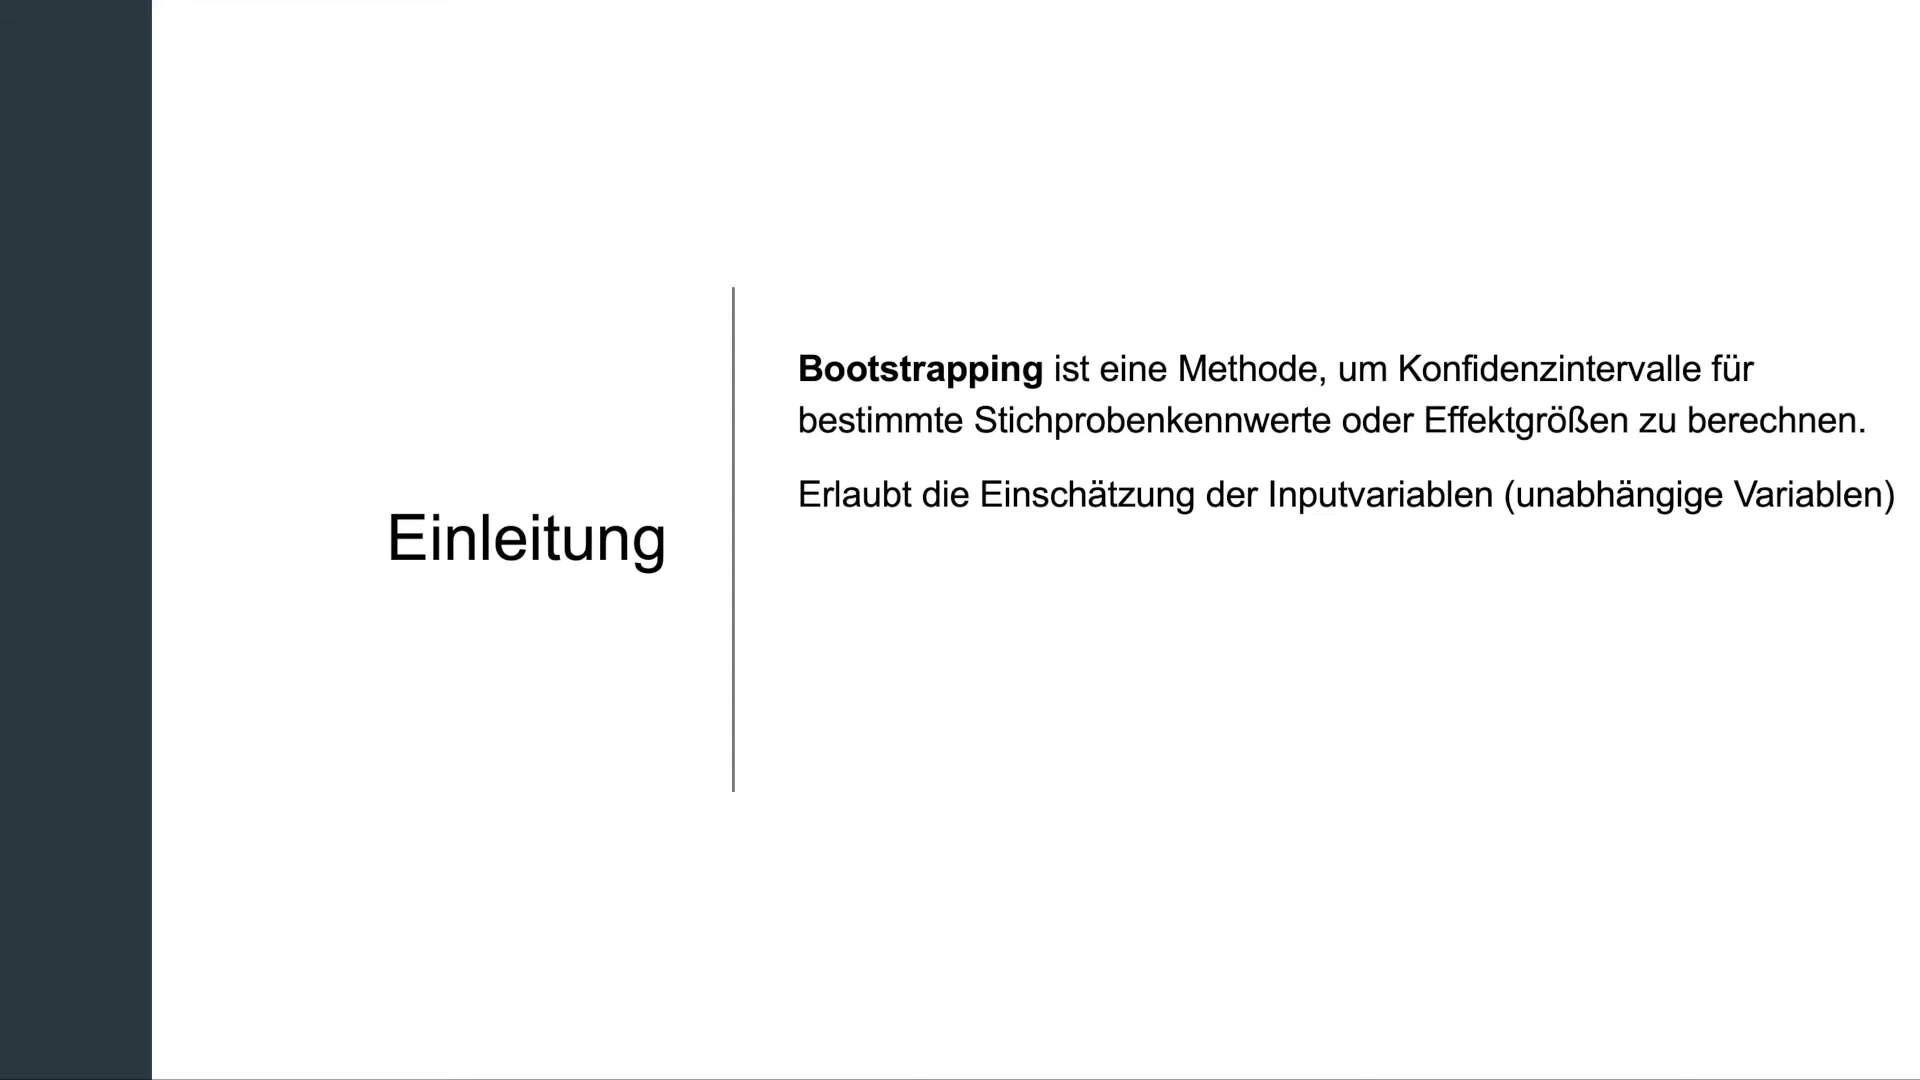 Einleitung
Bootstrapping ist eine Methode, um Konfidenzintervalle für
bestimmte Stichprobenkennwerte oder Effektgrößen zu berechnen.
Erlaubt die Einschätzung der Inputvariablen (unabhängige Variablen)